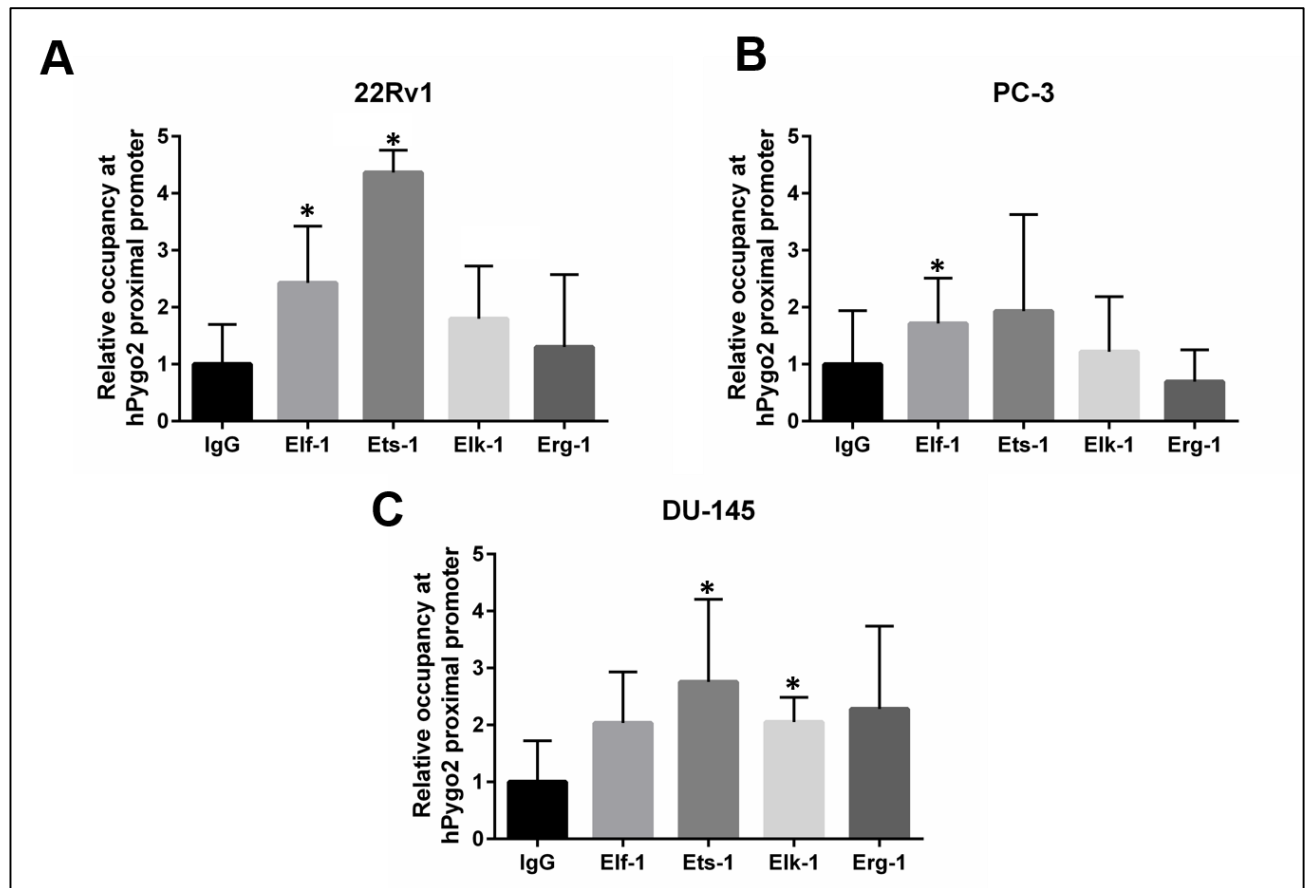 A
22Rv1
Relative occupancy at
hPygo2 proximal promoter
5
4
3
2
1
0
*
*
IgG Elf-1 Ets-1 Elk-1 Erg-1
B
PC-3
Relative occupancy at
hPygo2 proximal promoter
5
4
3
2
1
0
*
IgG Elf-1 Ets-1 Elk-1 Erg-1
C
DU-145
Relative occupancy at
hPygo2 proximal promoter
5
4
3
2
1
0
*
*
IgG Elf-1 Ets-1 Elk-1 Erg-1